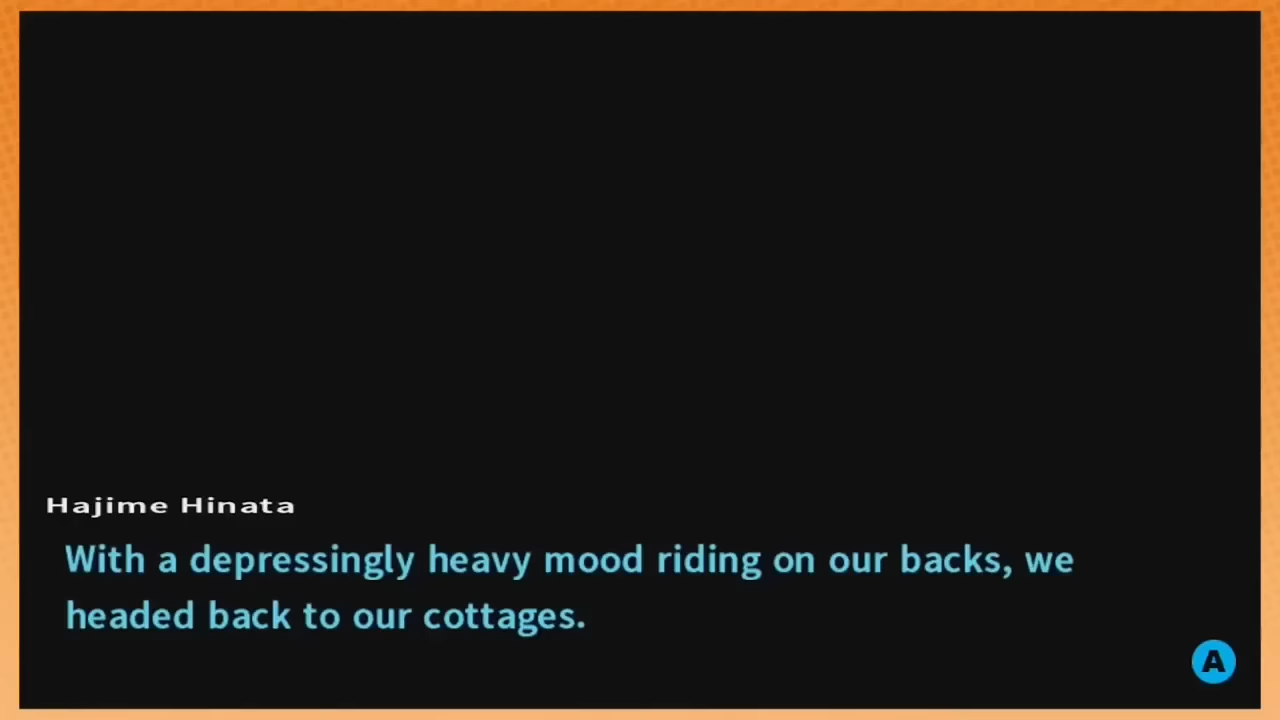 Hajime Hinata
With a depressingly heavy mood riding on our backs, we
headed back to our cottages.
A